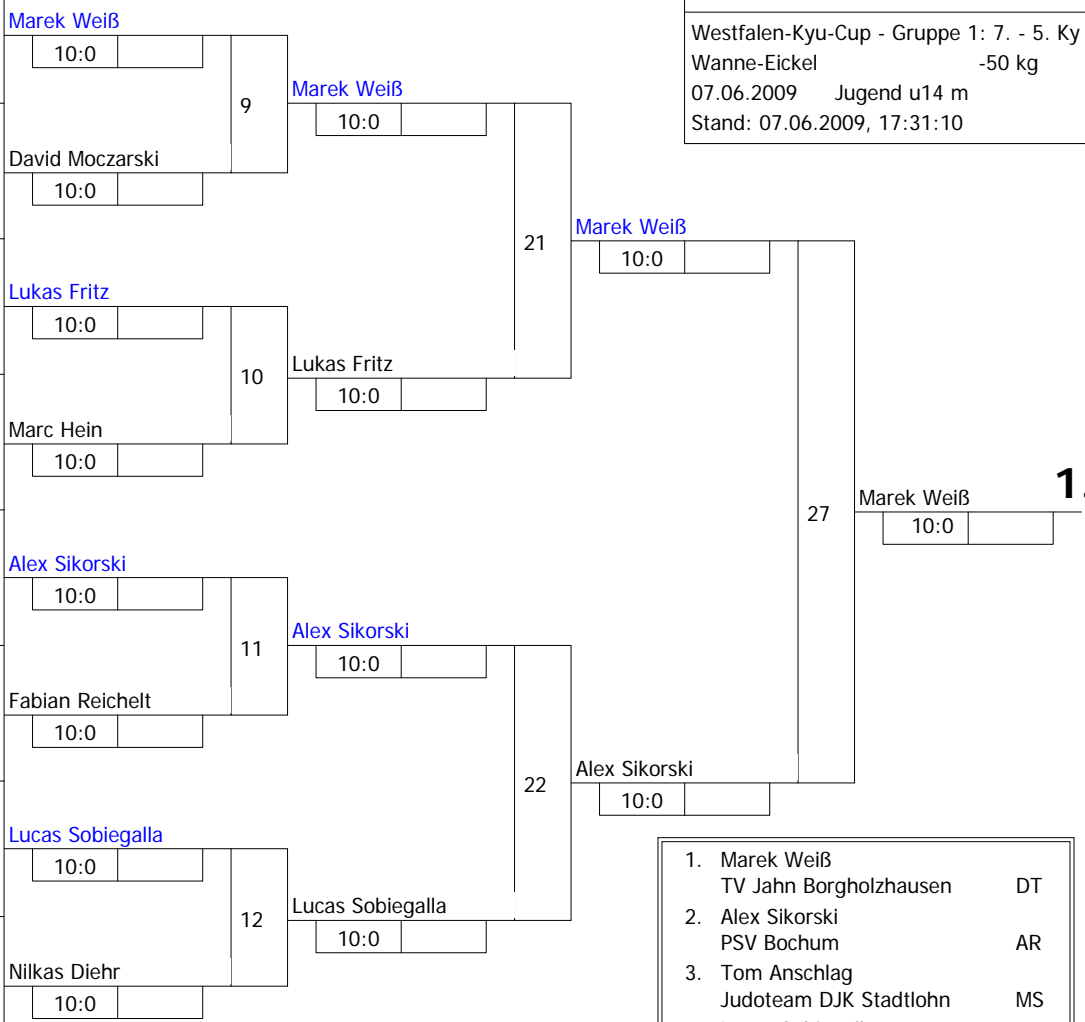 Westfalen-Kyu-Cup - Gruppe 1: 7. - 5. Ky
Wanne-Eickel -50 kg
07.06.2009 Jugend u14 m
Stand: 07.06.2009, 17:31:10
Marek Weiß
10:0
9
David Moczarski
10:0
Lukas Fritz
10:0
10
Marc Hein
10:0
Alex Sikorski
10:0
11
Fabian Reichelt
10:0
Lucas Sobiegalla
10:0
12
Nilkas Diehr
10:0
Marek Weiß
10:0
21
Lukas Fritz
10:0
Alex Sikorski
10:0
22
Lucas Sobiegalla
10:0
Marek Weiß
10:0
27
Alex Sikorski
10:0
Marek Weiß 1.
10:0
1. Marek Weiß
TV Jahn Borgholzhausen DT
2. Alex Sikorski
PSV Bochum AR
3. Tom Anschlag
Judoteam DJK Stadtlohn MS